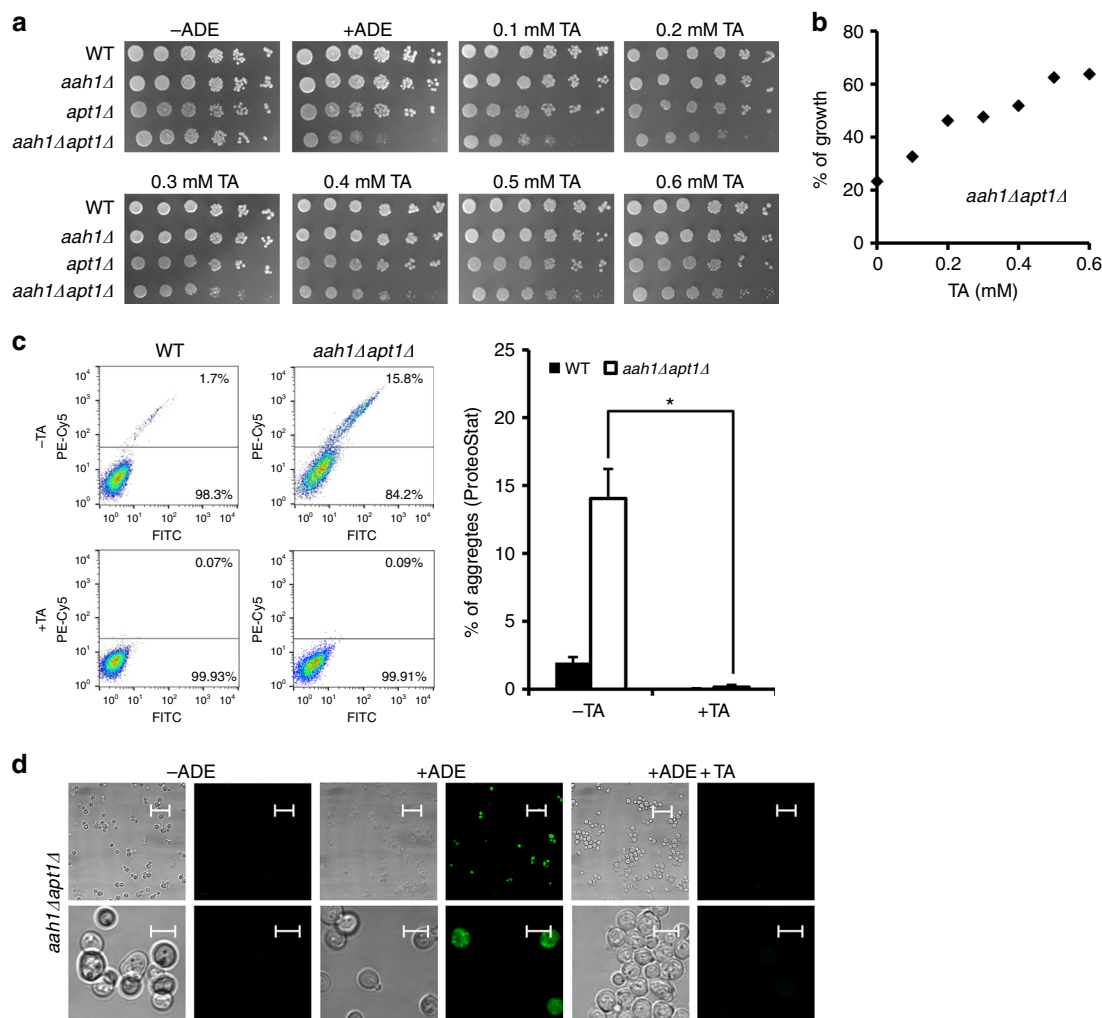 a
–ADE +ADE 0.1 mM TA 0.2 mM TA
WT
aah1Δ
apt1Δ
aah1Δapt1Δ
0.3 mM TA 0.4 mM TA 0.5 mM TA 0.6 mM TA
WT
aah1Δ
apt1Δ
aah1Δapt1Δ
b
80
60
40
20
0
% of growth
aah1Δapt1Δ
0 0.2 0.4 0.6
TA (mM)
c
WT aah1Δapt1Δ
–TA
PE-Cy5
10⁴
10³
10²
10¹
10⁰
1.7%
98.3%
10⁰ 10¹ 10² 10³ 10⁴
FITC
PE-Cy5
10⁴
10³
10²
10¹
10⁰
15.8%
84.2%
10⁰ 10¹ 10² 10³ 10⁴
FITC
+TA
PE-Cy5
10⁴
10³
10²
10¹
10⁰
0.07%
99.93%
10⁰ 10¹ 10² 10³ 10⁴
FITC
PE-Cy5
10⁴
10³
10²
10¹
10⁰
0.09%
99.91%
10⁰ 10¹ 10² 10³ 10⁴
FITC
% of aggregtes (ProteoStat)
25
20
15
10
5
0
WT aah1Δapt1Δ
*
–TA +TA
d
–ADE +ADE +ADE + TA
aah1Δapt1Δ